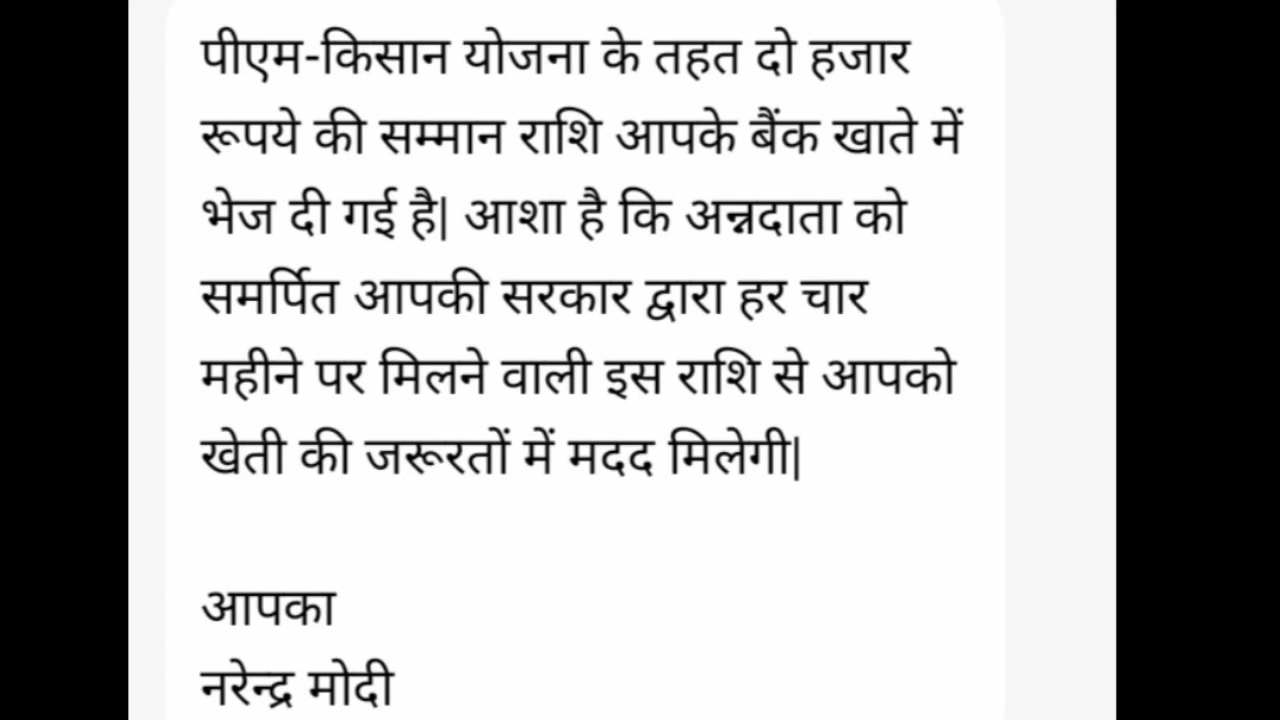 पीएम-किसान योजना के तहत दो हजार
रूपये की सम्मान राशि आपके बैंक खाते में
भेज दी गई है| आशा है कि अन्नदाता को
समर्पित आपकी सरकार द्वारा हर चार
महीने पर मिलने वाली इस राशि से आपको
खेती की जरूरतों में मदद मिलेगी|
आपका
नरेन्द्र मोदी